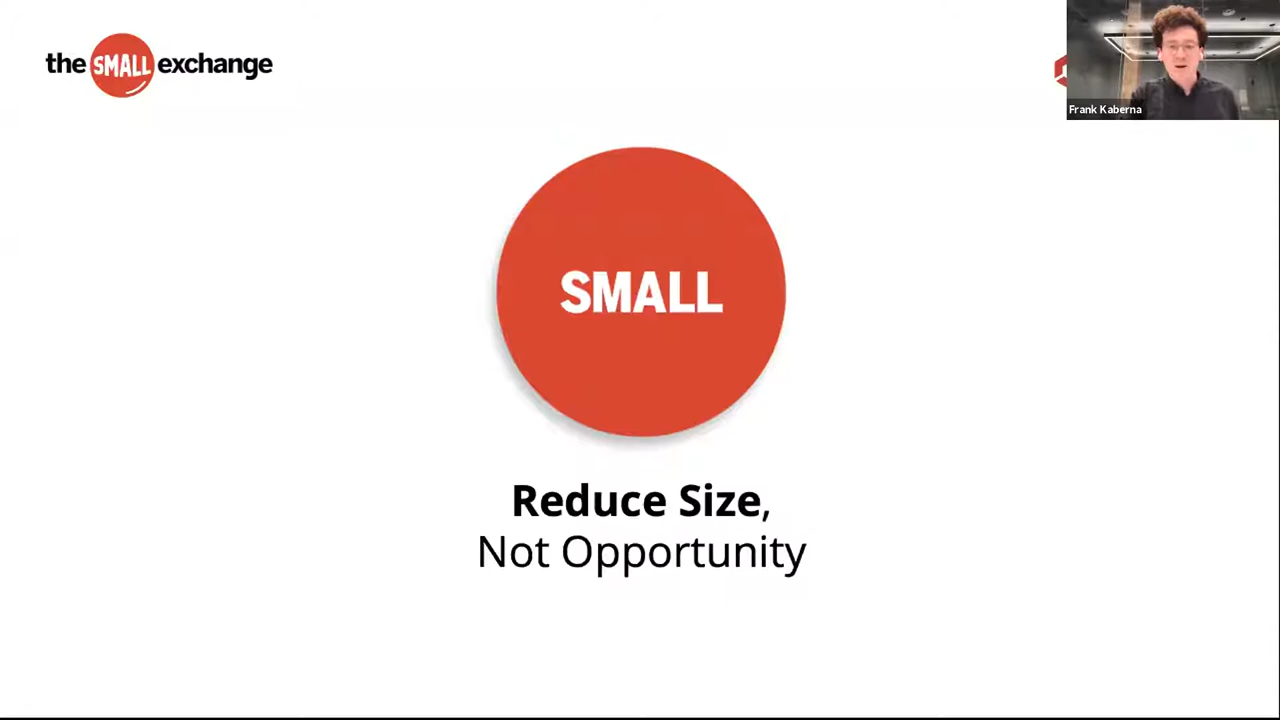 the SMALL exchange
Frank Kaberna
SMALL
Reduce Size,
Not Opportunity